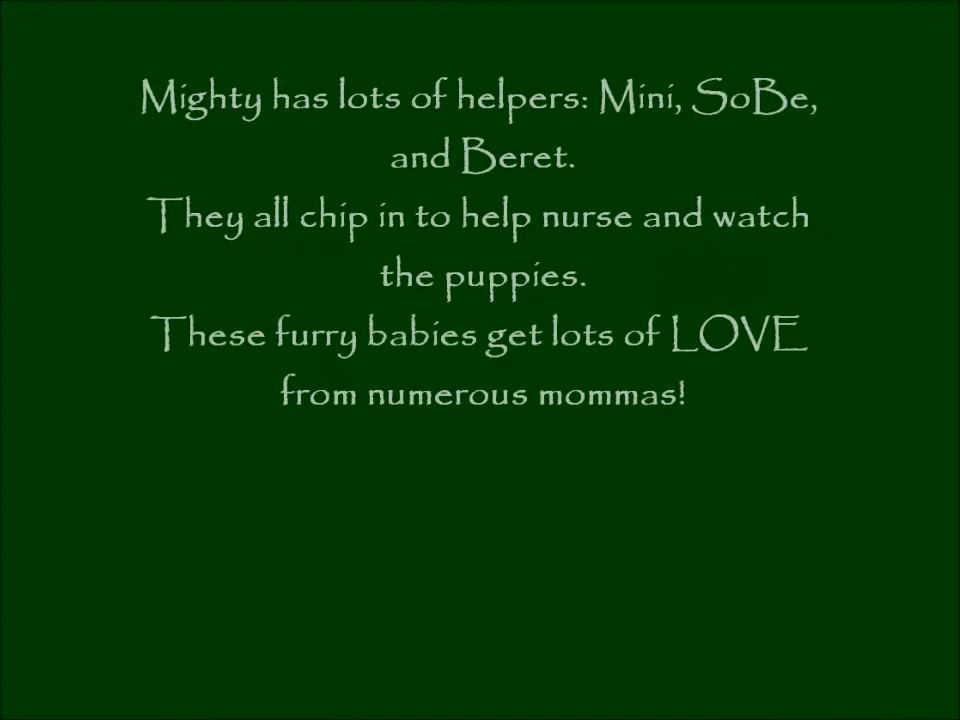 Mighty has lots of helpers: Mini, SoBe,
and Beret.
They all chip in to help nurse and watch
the puppies.
These furry babies get lots of LOVE
from numerous mommas!